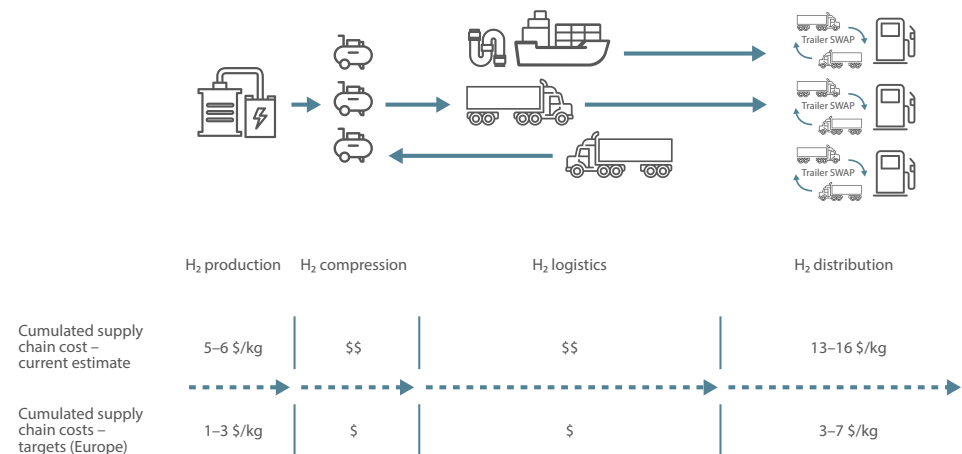 Trailer SWAP
Trailer SWAP
Trailer SWAP
H₂ production
H₂ compression
H₂ logistics
H₂ distribution
Cumulated supply
chain cost –
current estimate
5–6 $/kg
$$
$$
13–16 $/kg
Cumulated supply
chain costs –
targets (Europe)
1–3 $/kg
$
$
3–7 $/kg